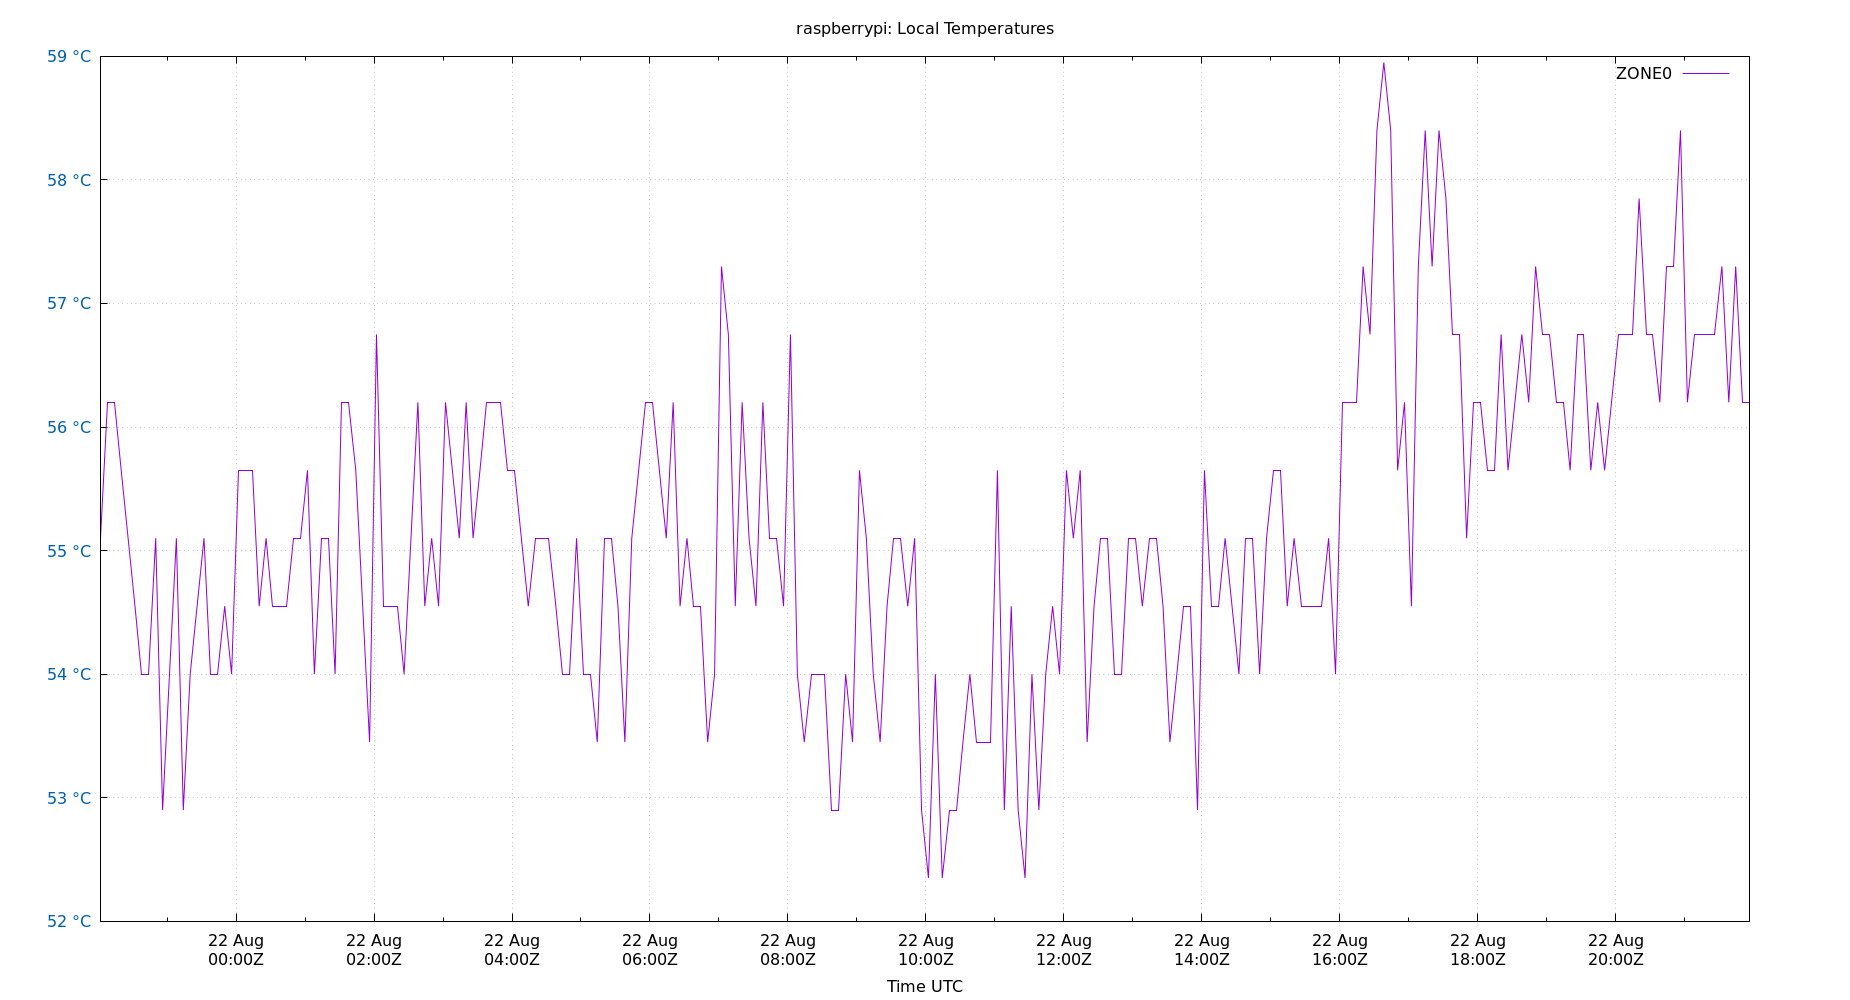 raspberrypi: Local Temperatures
59 °C
58 °C
57 °C
56 °C
55 °C
54 °C
53 °C
52 °C
ZONE0
22 Aug 22 Aug 22 Aug 22 Aug 22 Aug 22 Aug 22 Aug 22 Aug 22 Aug 22 Aug 22 Aug
00:00Z 02:00Z 04:00Z 06:00Z 08:00Z 10:00Z 12:00Z 14:00Z 16:00Z 18:00Z 20:00Z
Time UTC